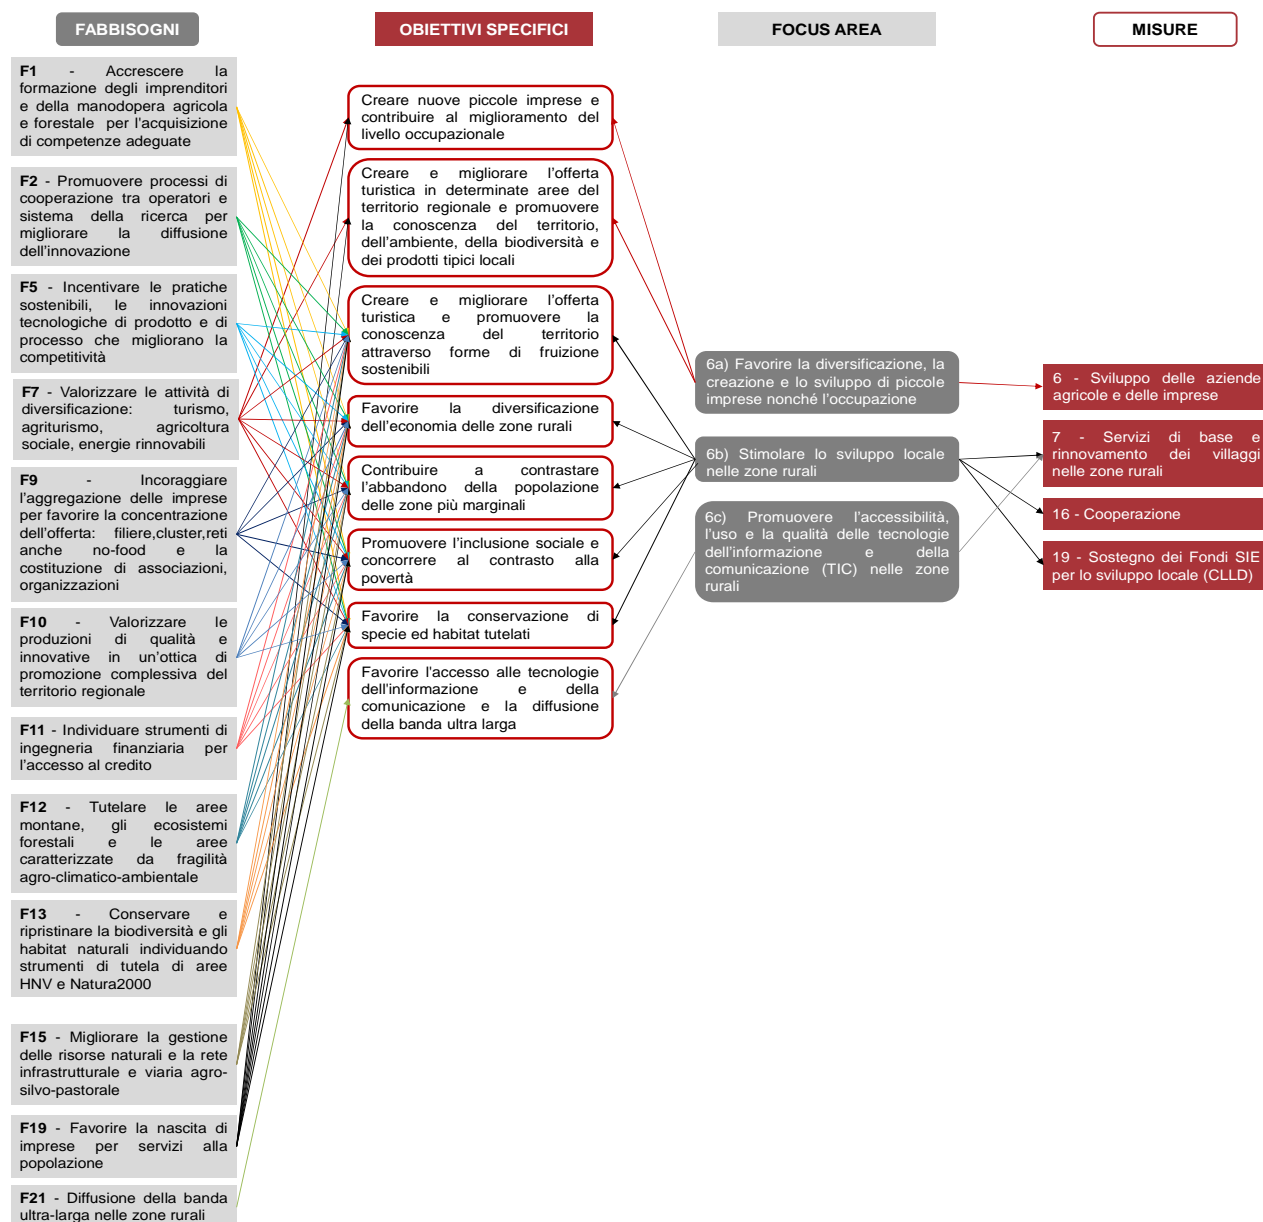 FABBISOGNI
F1 - Accrescere la
formazione degli imprenditori
e della manodopera agricola
e forestale per l'acquisizione
di competenze adeguate
F2 - Promuovere processi di
cooperazione tra operatori e
sistema della ricerca per
migliorare la diffusione
dell'innovazione
F5 - Incentivare le pratiche
sostenibili, le innovazioni
tecnologiche di prodotto e di
processo che migliorano la
competitività
F7 - Valorizzare le attività di
diversificazione: turismo,
agriturismo, agricoltura
sociale, energie rinnovabili
F9 - Incoraggiare
l'aggregazione delle imprese
per favorire la concentrazione
dell'offerta: filiere,cluster,reti
anche no-food e la
costituzione di associazioni,
organizzazioni
F10 - Valorizzare le
produzioni di qualità e
innovative in un'ottica di
promozione complessiva del
territorio regionale
F11 - Individuare strumenti di
ingegneria finanziaria per
l'accesso al credito
F12 - Tutelare le aree
montane, gli ecosistemi
forestali e le aree
caratterizzate da fragilità
agro-climatico-ambientale
F13 - Conservare e
ripristinare la biodiversità e gli
habitat naturali individuando
strumenti di tutela di aree
HNV e Natura2000
F15 - Migliorare la gestione
delle risorse naturali e la rete
infrastrutturale e viaria agro-
silvo-pastorale
F19 - Favorire la nascita di
imprese per servizi alla
popolazione
F21 - Diffusione della banda
ultra-larga nelle zone rurali
OBIETTIVI SPECIFICI
Creare nuove piccole imprese e
contribuire al miglioramento del
livello occupazionale
Creare e migliorare l'offerta
turistica in determinate aree del
territorio regionale e promuovere
la conoscenza del territorio,
dell'ambiente, della biodiversità e
dei prodotti tipici locali
Creare e migliorare l'offerta
turistica e promuovere la
conoscenza del territorio
attraverso forme di fruizione
sostenibili
Favorire la diversificazione
dell'economia delle zone rurali
Contribuire a contrastare
l'abbandono della popolazione
delle zone più marginali
Promuovere l'inclusione sociale e
concorrere al contrasto alla
povertà
Favorire la conservazione di
specie ed habitat tutelati
Favorire l'accesso alle tecnologie
dell'informazione e della
comunicazione e la diffusione
della banda ultra larga
FOCUS AREA
6a) Favorire la diversificazione, la
creazione e lo sviluppo di piccole
imprese nonché l'occupazione
6b) Stimolare lo sviluppo locale
nelle zone rurali
6c) Promuovere l'accessibilità,
l'uso e la qualità delle tecnologie
dell'informazione e della
comunicazione (TIC) nelle zone
rurali
MISURE
6 - Sviluppo delle aziende
agricole e delle imprese
7 - Servizi di base e
rinnovamento dei villaggi
nelle zone rurali
16 - Cooperazione
19 - Sostegno dei Fondi SIE
per lo sviluppo locale (CLLD)